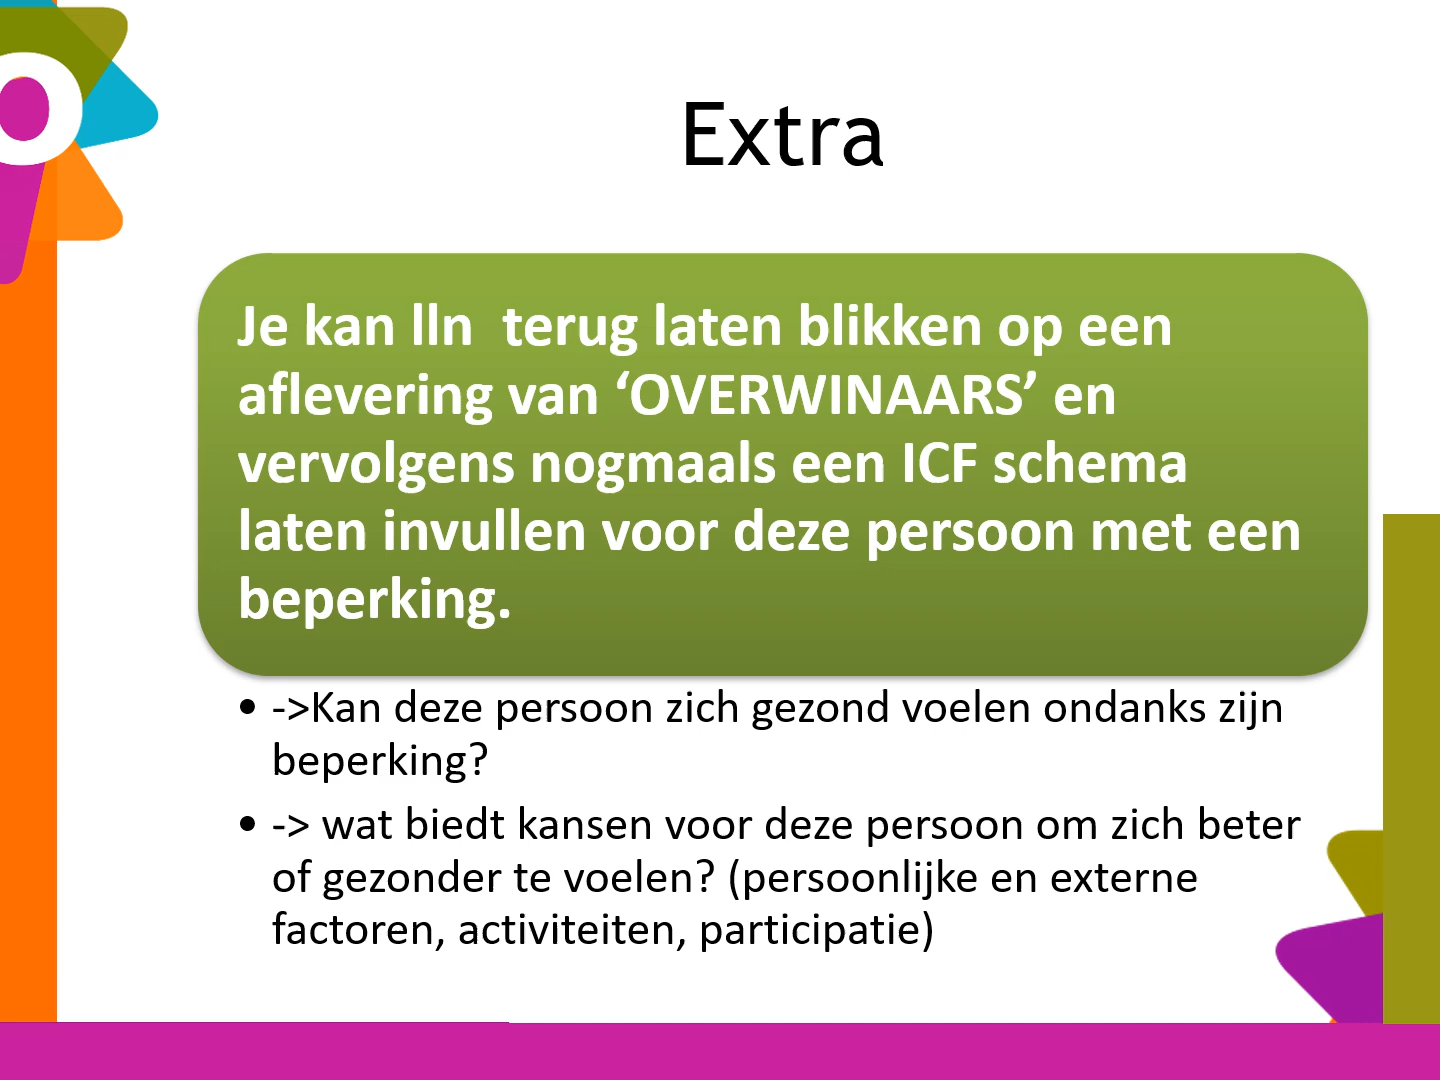 Extra
Je kan lln  terug laten blikken op een
aflevering van ‘OVERWINAARS’ en
vervolgens nogmaals een ICF schema
laten invullen voor deze persoon met een
beperking.
• ->Kan deze persoon zich gezond voelen ondanks zijn
beperking?
• -> wat biedt kansen voor deze persoon om zich beter
of gezonder te voelen? (persoonlijke en externe
factoren, activiteiten, participatie)